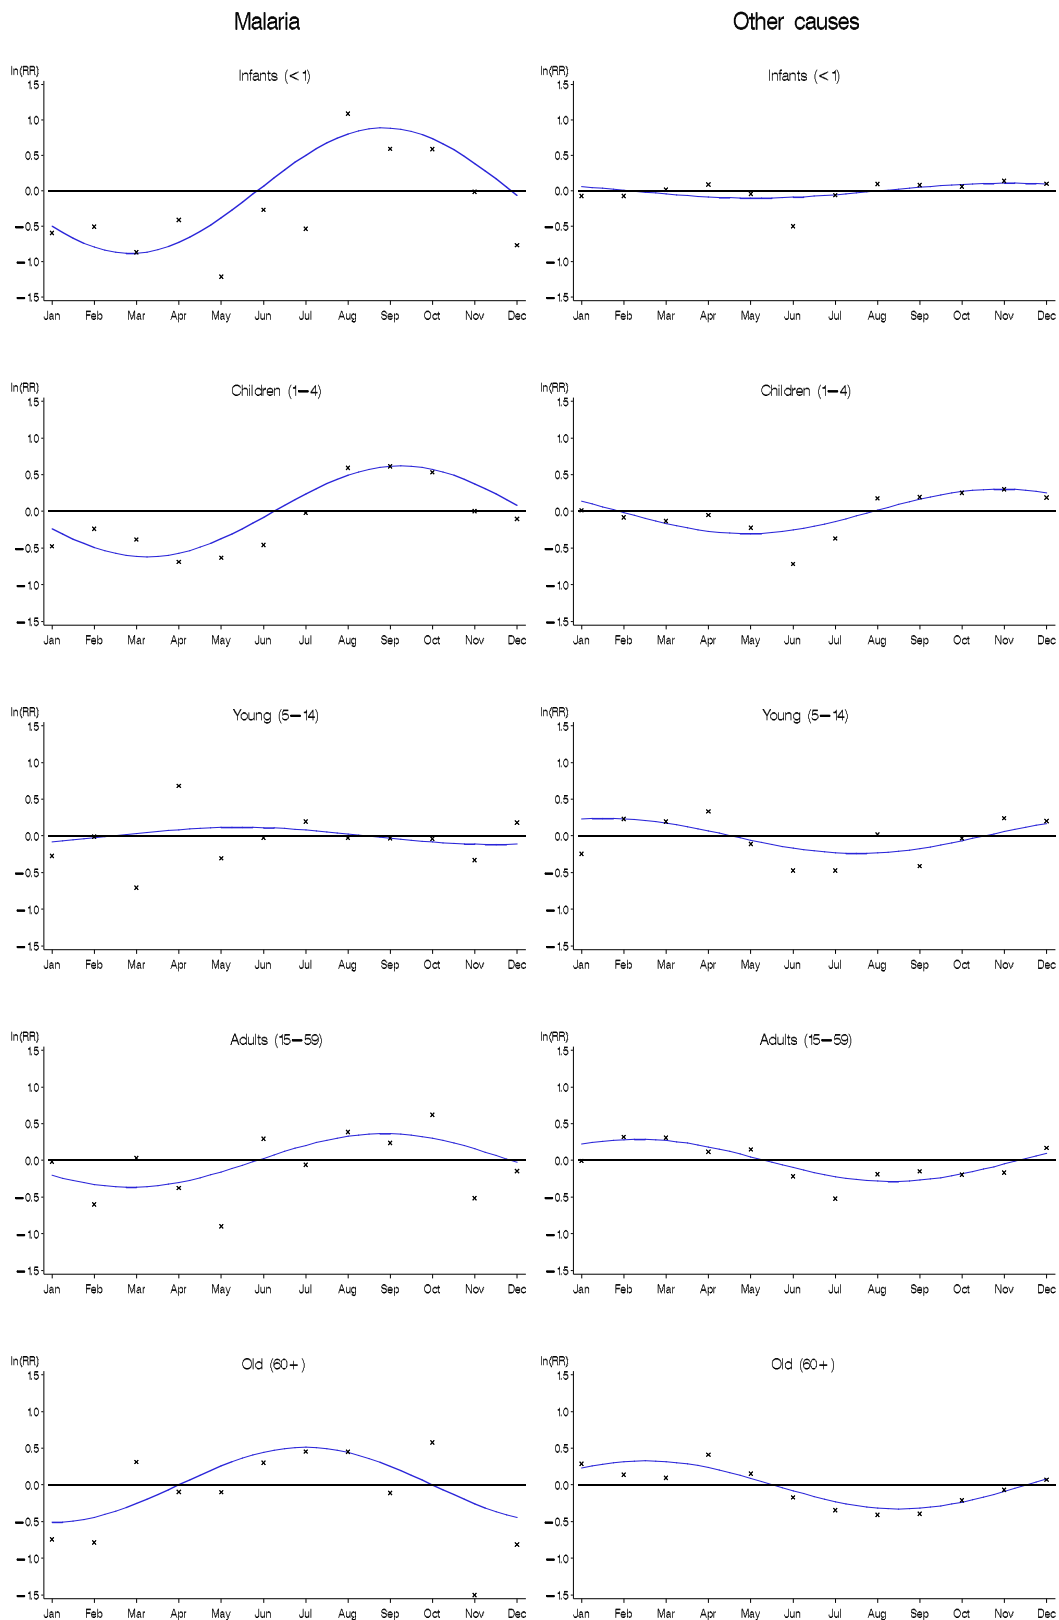 Malaria
Other causes
ln(RR)
Infants (<1)
1.5
1.0
0.5
0.0
−0.5
−1.0
−1.5
Jan Feb Mar Apr May Jun Jul Aug Sep Oct Nov Dec
ln(RR)
Infants (<1)
1.5
1.0
0.5
0.0
−0.5
−1.0
−1.5
Jan Feb Mar Apr May Jun Jul Aug Sep Oct Nov Dec
ln(RR)
Children (1−4)
1.5
1.0
0.5
0.0
−0.5
−1.0
−1.5
Jan Feb Mar Apr May Jun Jul Aug Sep Oct Nov Dec
ln(RR)
Children (1−4)
1.5
1.0
0.5
0.0
−0.5
−1.0
−1.5
Jan Feb Mar Apr May Jun Jul Aug Sep Oct Nov Dec
ln(RR)
Young (5−14)
1.5
1.0
0.5
0.0
−0.5
−1.0
−1.5
Jan Feb Mar Apr May Jun Jul Aug Sep Oct Nov Dec
ln(RR)
Young (5−14)
1.5
1.0
0.5
0.0
−0.5
−1.0
−1.5
Jan Feb Mar Apr May Jun Jul Aug Sep Oct Nov Dec
ln(RR)
Adults (15−59)
1.5
1.0
0.5
0.0
−0.5
−1.0
−1.5
Jan Feb Mar Apr May Jun Jul Aug Sep Oct Nov Dec
ln(RR)
Adults (15−59)
1.5
1.0
0.5
0.0
−0.5
−1.0
−1.5
Jan Feb Mar Apr May Jun Jul Aug Sep Oct Nov Dec
ln(RR)
Old (60+)
1.5
1.0
0.5
0.0
−0.5
−1.0
−1.5
Jan Feb Mar Apr May Jun Jul Aug Sep Oct Nov Dec
ln(RR)
Old (60+)
1.5
1.0
0.5
0.0
−0.5
−1.0
−1.5
Jan Feb Mar Apr May Jun Jul Aug Sep Oct Nov Dec